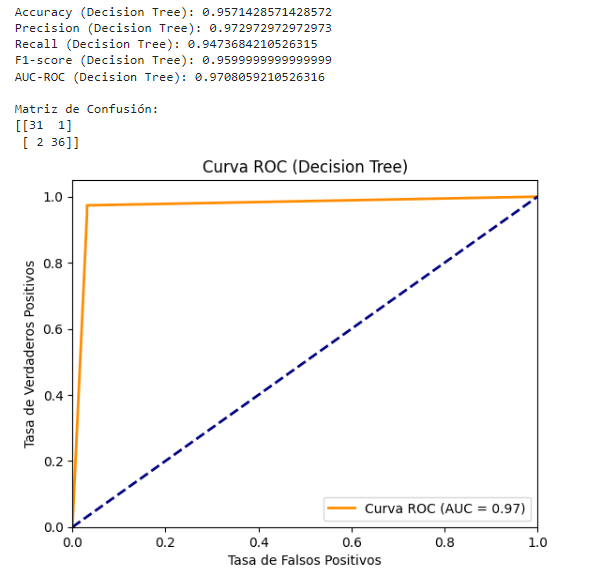 Accuracy (Decision Tree): 0.9571428571428572
Precision (Decision Tree): 0.972972972972973
Recall (Decision Tree): 0.9473684210526315
F1-score (Decision Tree): 0.9599999999999999
AUC-ROC (Decision Tree): 0.9708059210526316
Matriz de Confusión:
[[31  1]
 [ 2 36]]
Curva ROC (Decision Tree)
1.0
0.8
0.6
0.4
0.2
0.0
Tasa de Verdaderos Positivos
Curva ROC (AUC = 0.97)
0.0 0.2 0.4 0.6 0.8 1.0
Tasa de Falsos Positivos